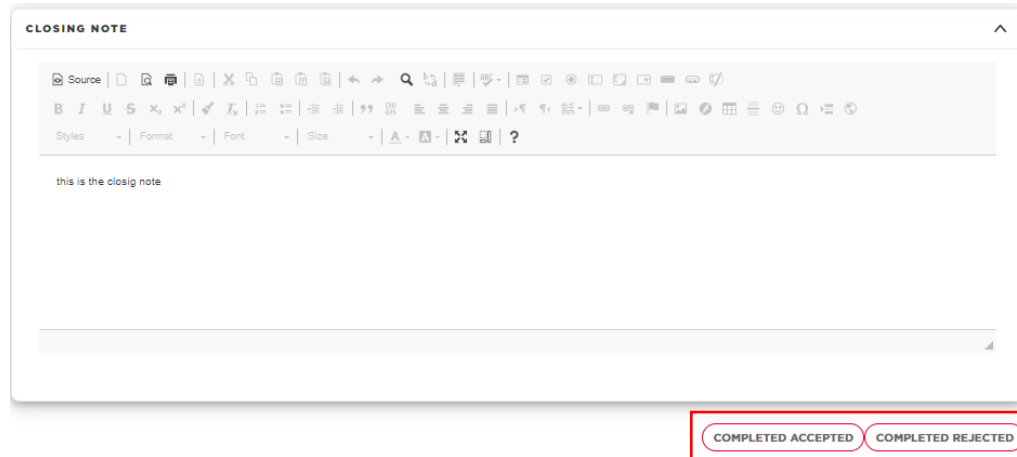 CLOSING NOTE
Source
Styles Format Font Size
this is the closig note
COMPLETED ACCEPTED COMPLETED REJECTED